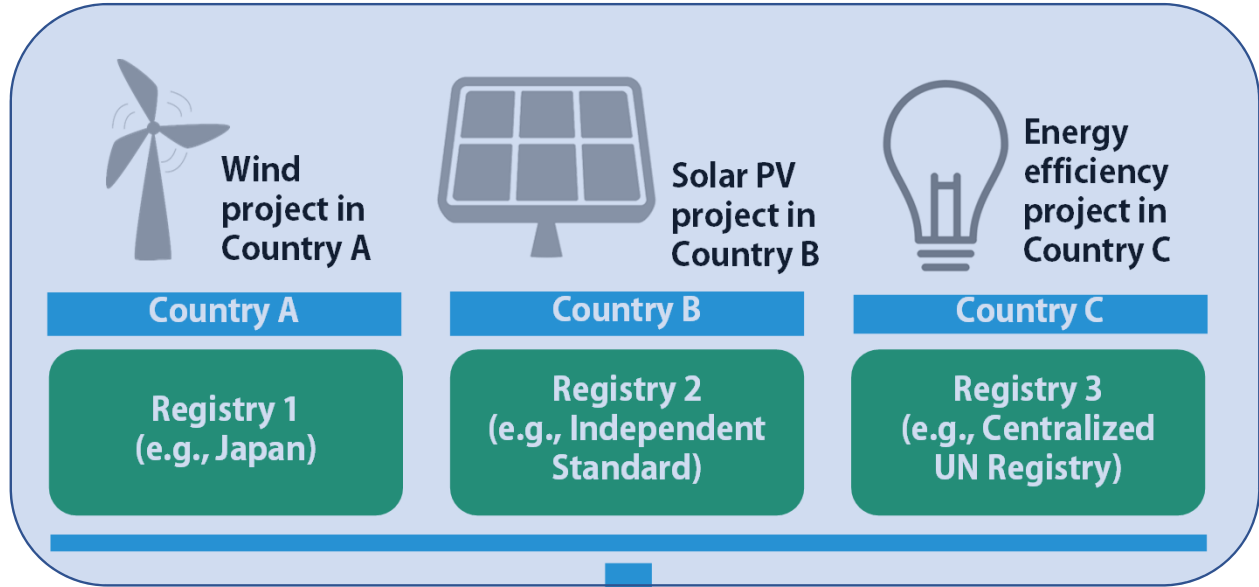 Wind
project in
Country A
Solar PV
project in
Country B
Energy
efficiency
project in
Country C
Country A
Country B
Country C
Registry 1
(e.g., Japan)
Registry 2
(e.g., Independent
Standard)
Registry 3
(e.g., Centralized
UN Registry)